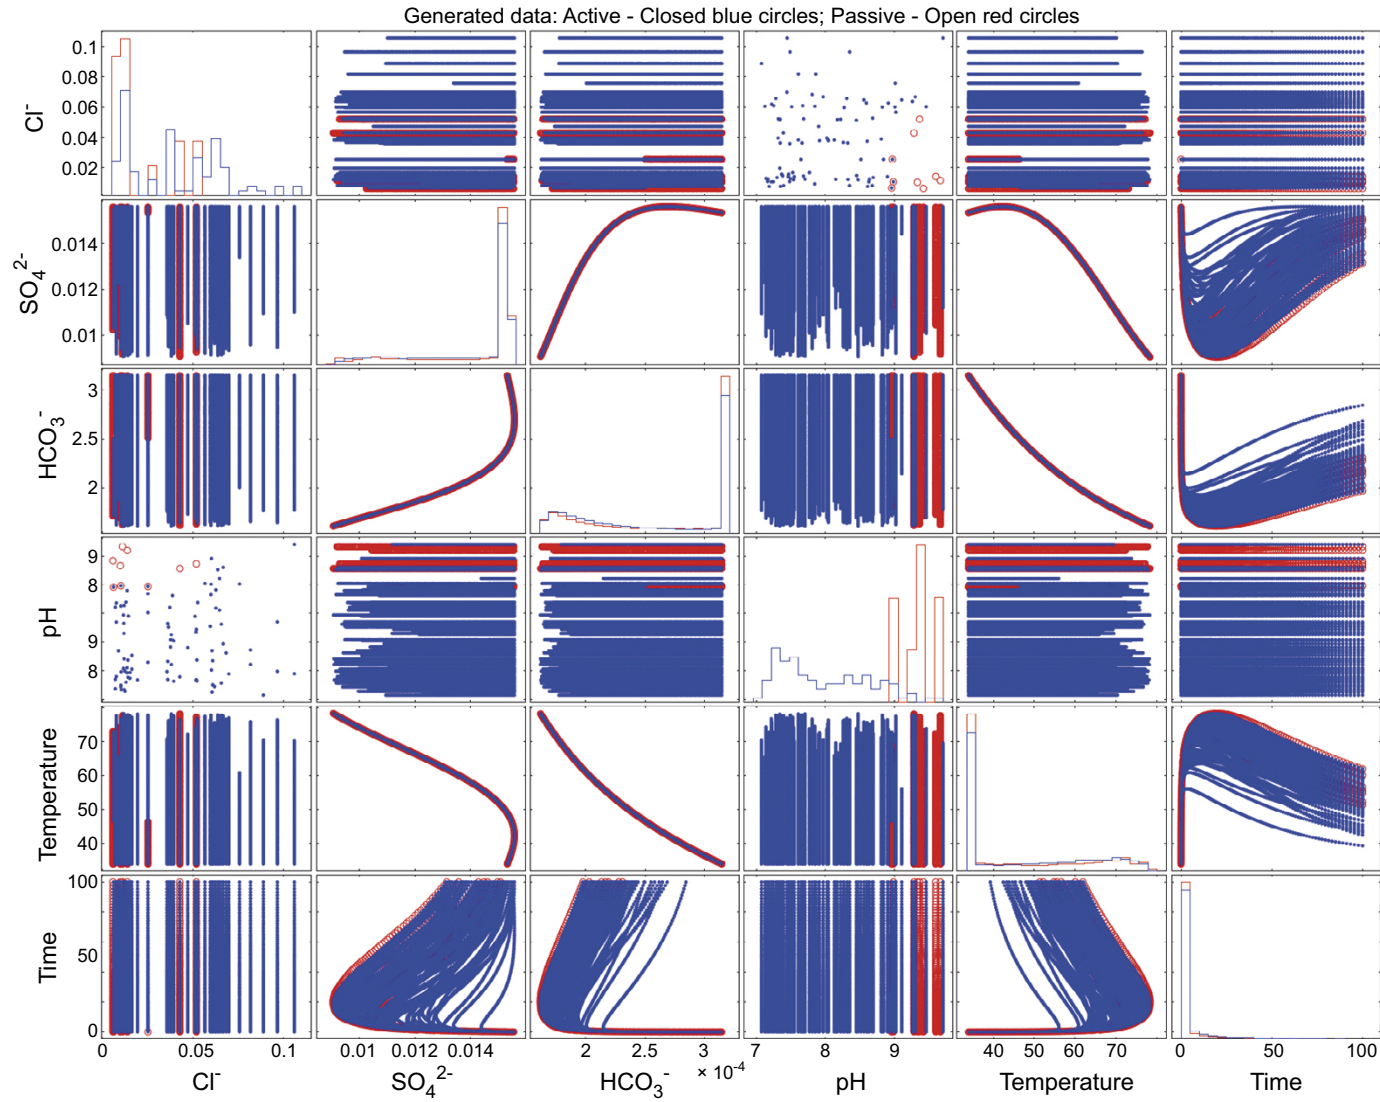 Generated data: Active - Closed blue circles; Passive - Open red circles
Cl⁻
0.1
0.08
0.06
0.04
0.02
SO₄²⁻
0.014
0.012
0.01
HCO₃⁻
3
2.5
2
pH
9
8
9
8
Temperature
70
60
50
40
Time
100
50
0
0 0.05 0.1
0.01 0.012 0.014
2 3
× 10⁻⁴
7 8 9
40 60 70
0 50 100
Cl⁻ SO₄²⁻ HCO₃⁻ pH Temperature Time